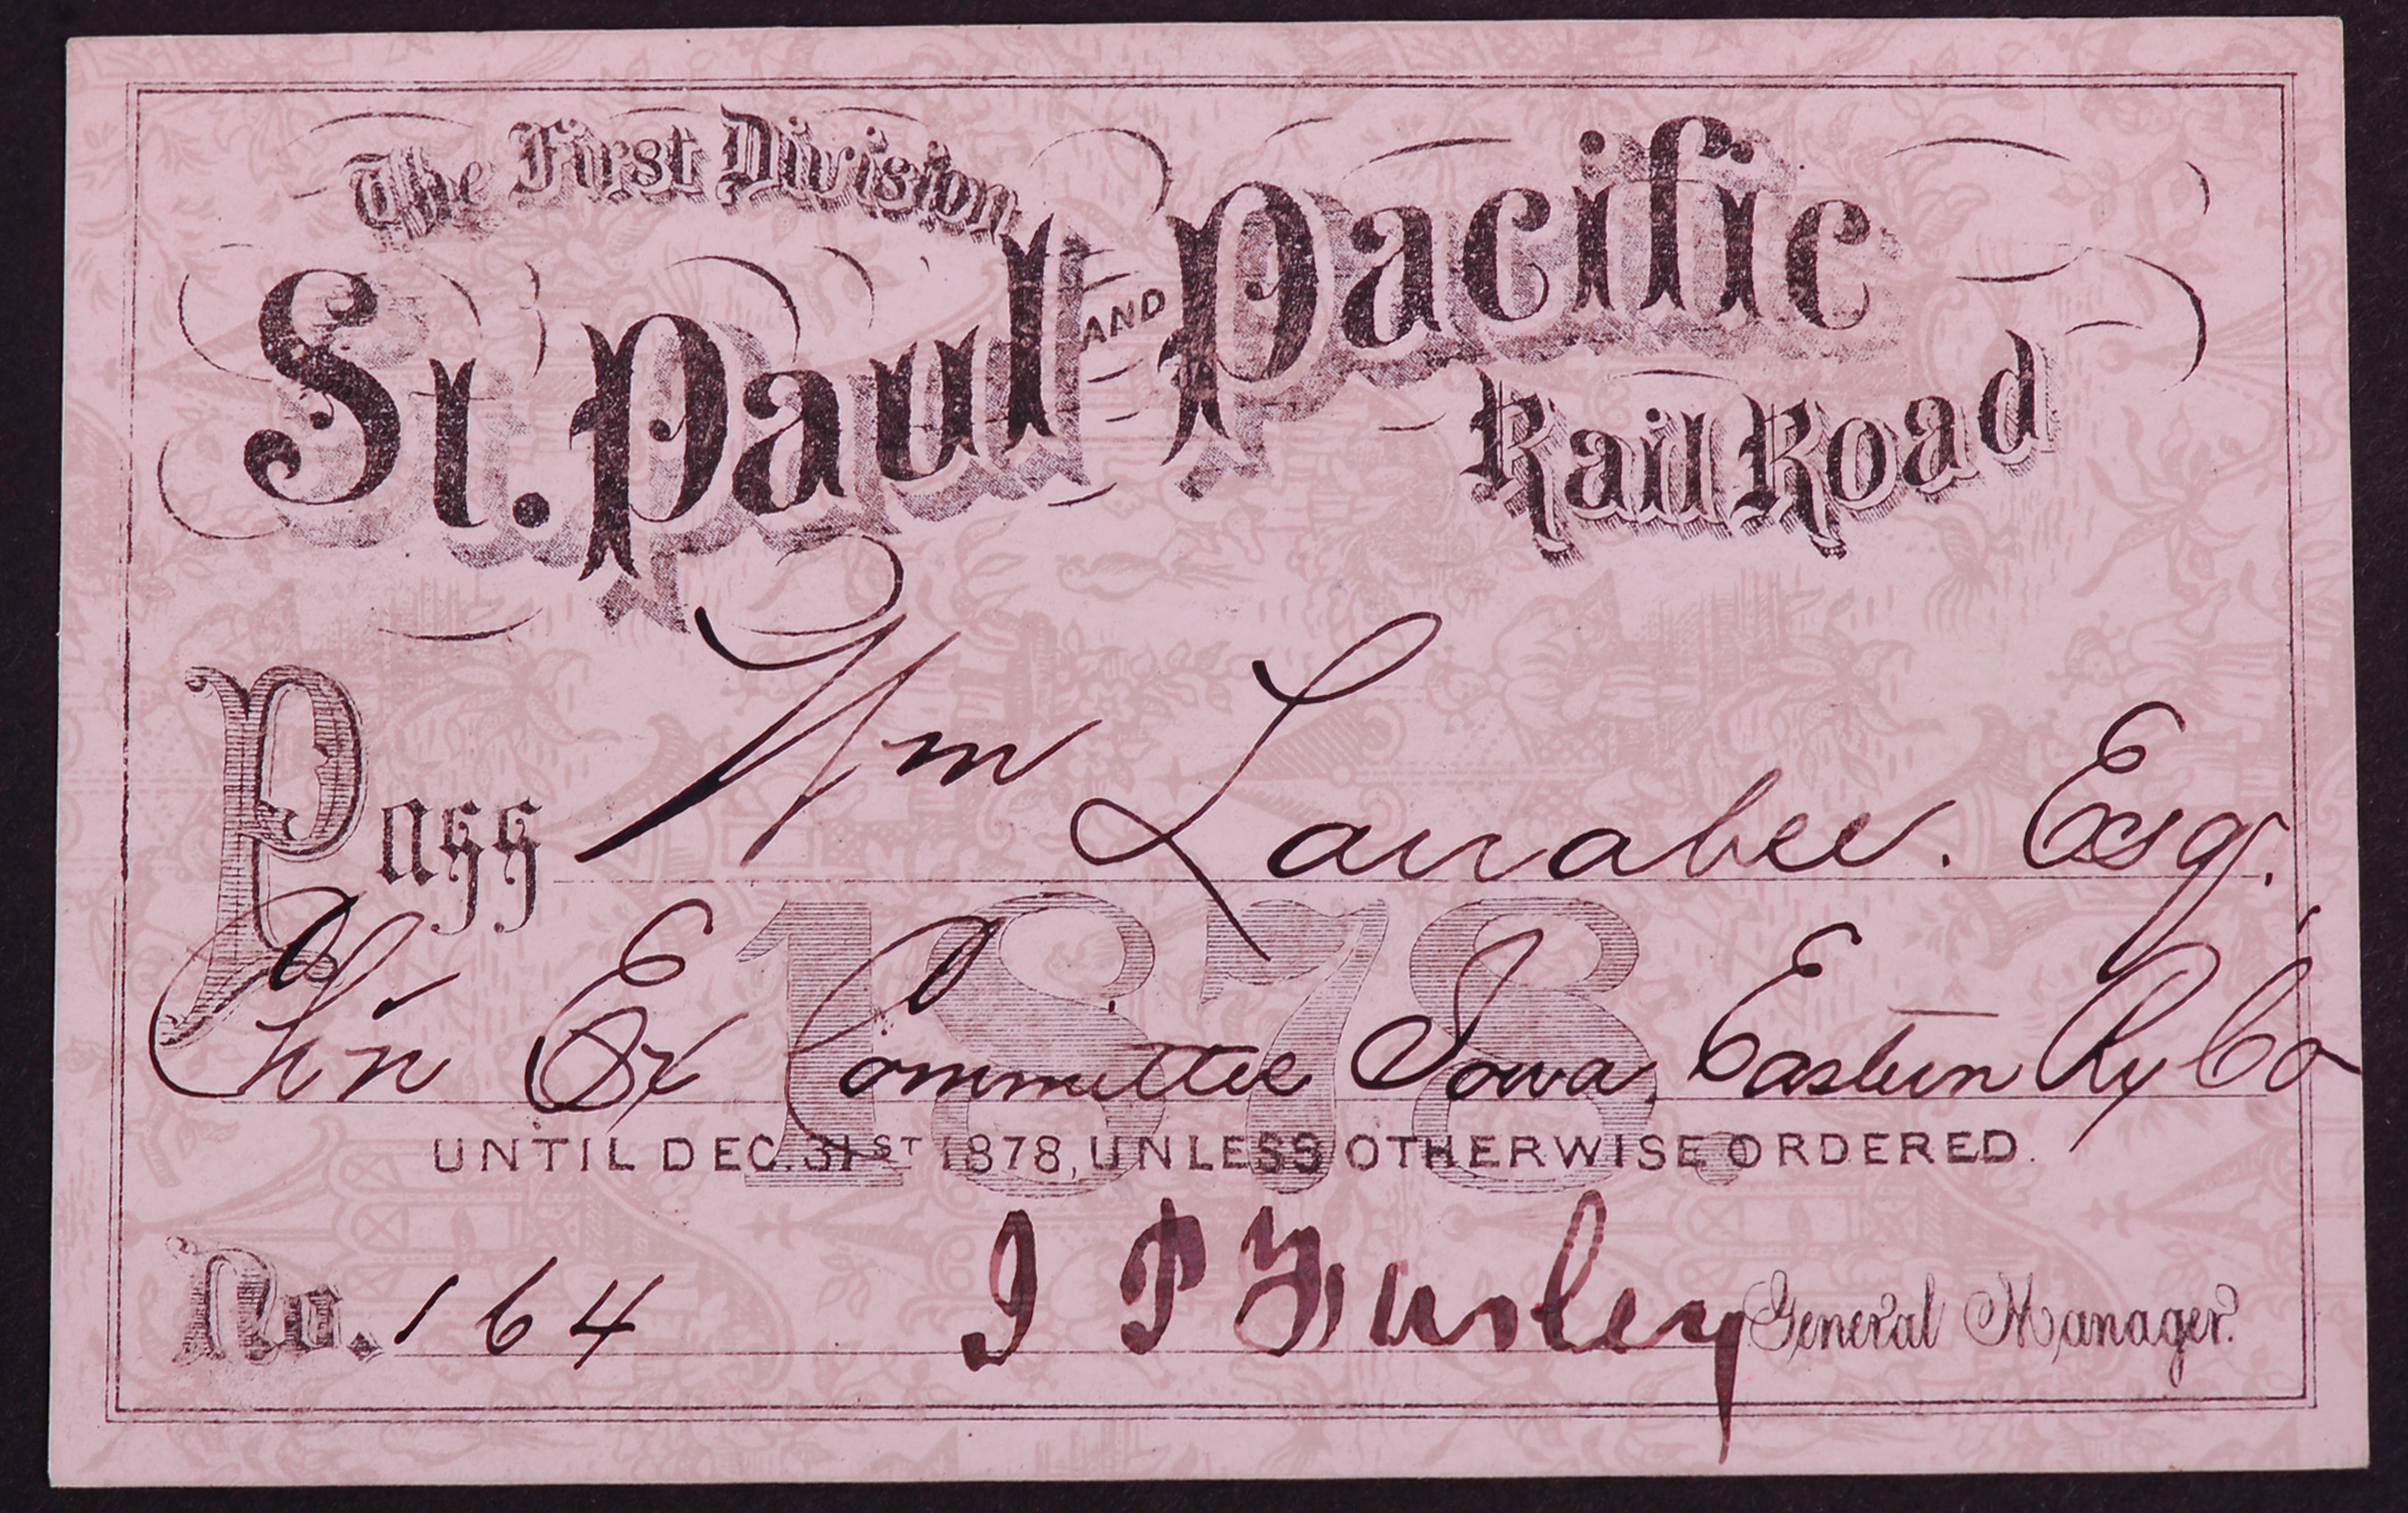 The First Division
St. Paul AND Pacific
Rail Road
Pass Wm Larrabee. Esq.
Chn Ex Committee Iowa Eastern Ry Co
1878.
UNTIL DEC. 31ST 1878, UNLESS OTHERWISE ORDERED.
No. 164 J P Farley General Manager.